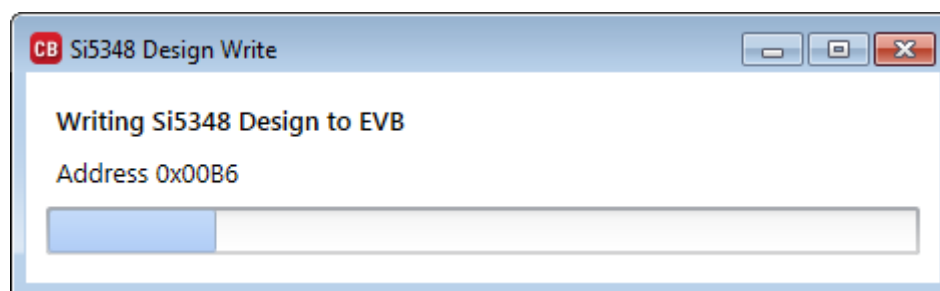 CB Si5348 Design Write
Writing Si5348 Design to EVB
Address 0x00B6